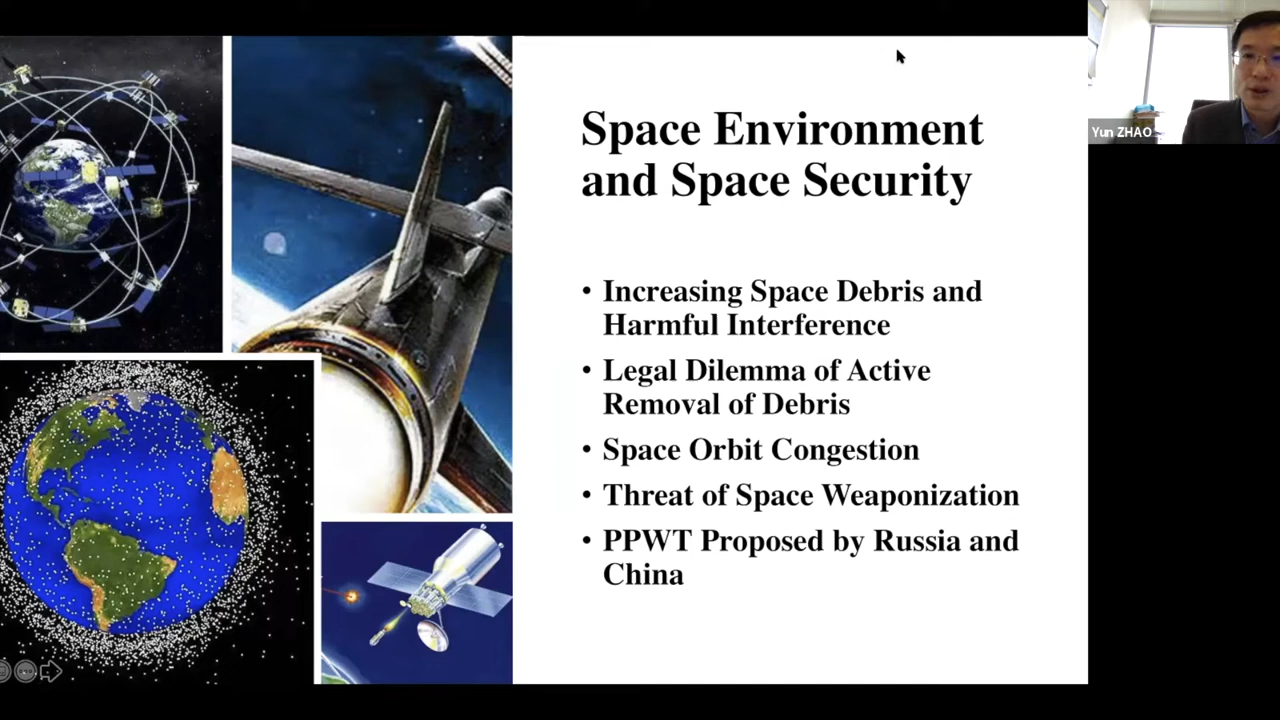 Space Environment
and Space Security
• Increasing Space Debris and
Harmful Interference
• Legal Dilemma of Active
Removal of Debris
• Space Orbit Congestion
• Threat of Space Weaponization
• PPWT Proposed by Russia and
China
Yun ZHAO